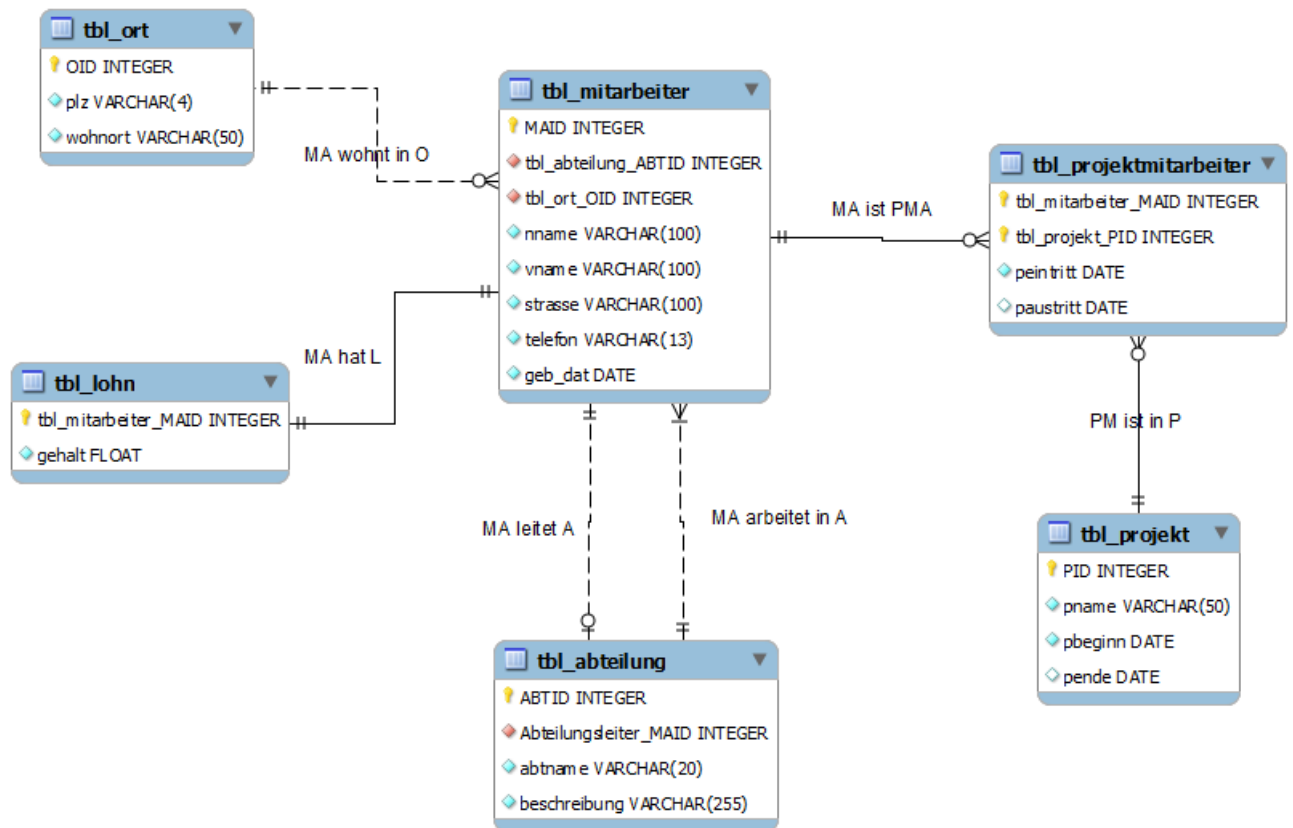 tbl_ort
OID INTEGER
plz VARCHAR(4)
wohnort VARCHAR(50)
MA wohnt in O
tbl_mitarbeiter
MAID INTEGER
tbl_abteilung_ABTID INTEGER
tbl_ort_OID INTEGER
nname VARCHAR(100)
vname VARCHAR(100)
strasse VARCHAR(100)
telefon VARCHAR(13)
geb_dat DATE
MA ist PMA
tbl_projektmitarbeiter
tbl_mitarbeiter_MAID INTEGER
tbl_projekt_PID INTEGER
peintritt DATE
paustritt DATE
MA hat L
tbl_lohn
tbl_mitarbeiter_MAID INTEGER
gehalt FLOAT
PM ist in P
MA leitet A
MA arbeitet in A
tbl_projekt
PID INTEGER
pname VARCHAR(50)
pbeginn DATE
pende DATE
tbl_abteilung
ABTID INTEGER
Abteilungsleiter_MAID INTEGER
abtname VARCHAR(20)
beschreibung VARCHAR(255)